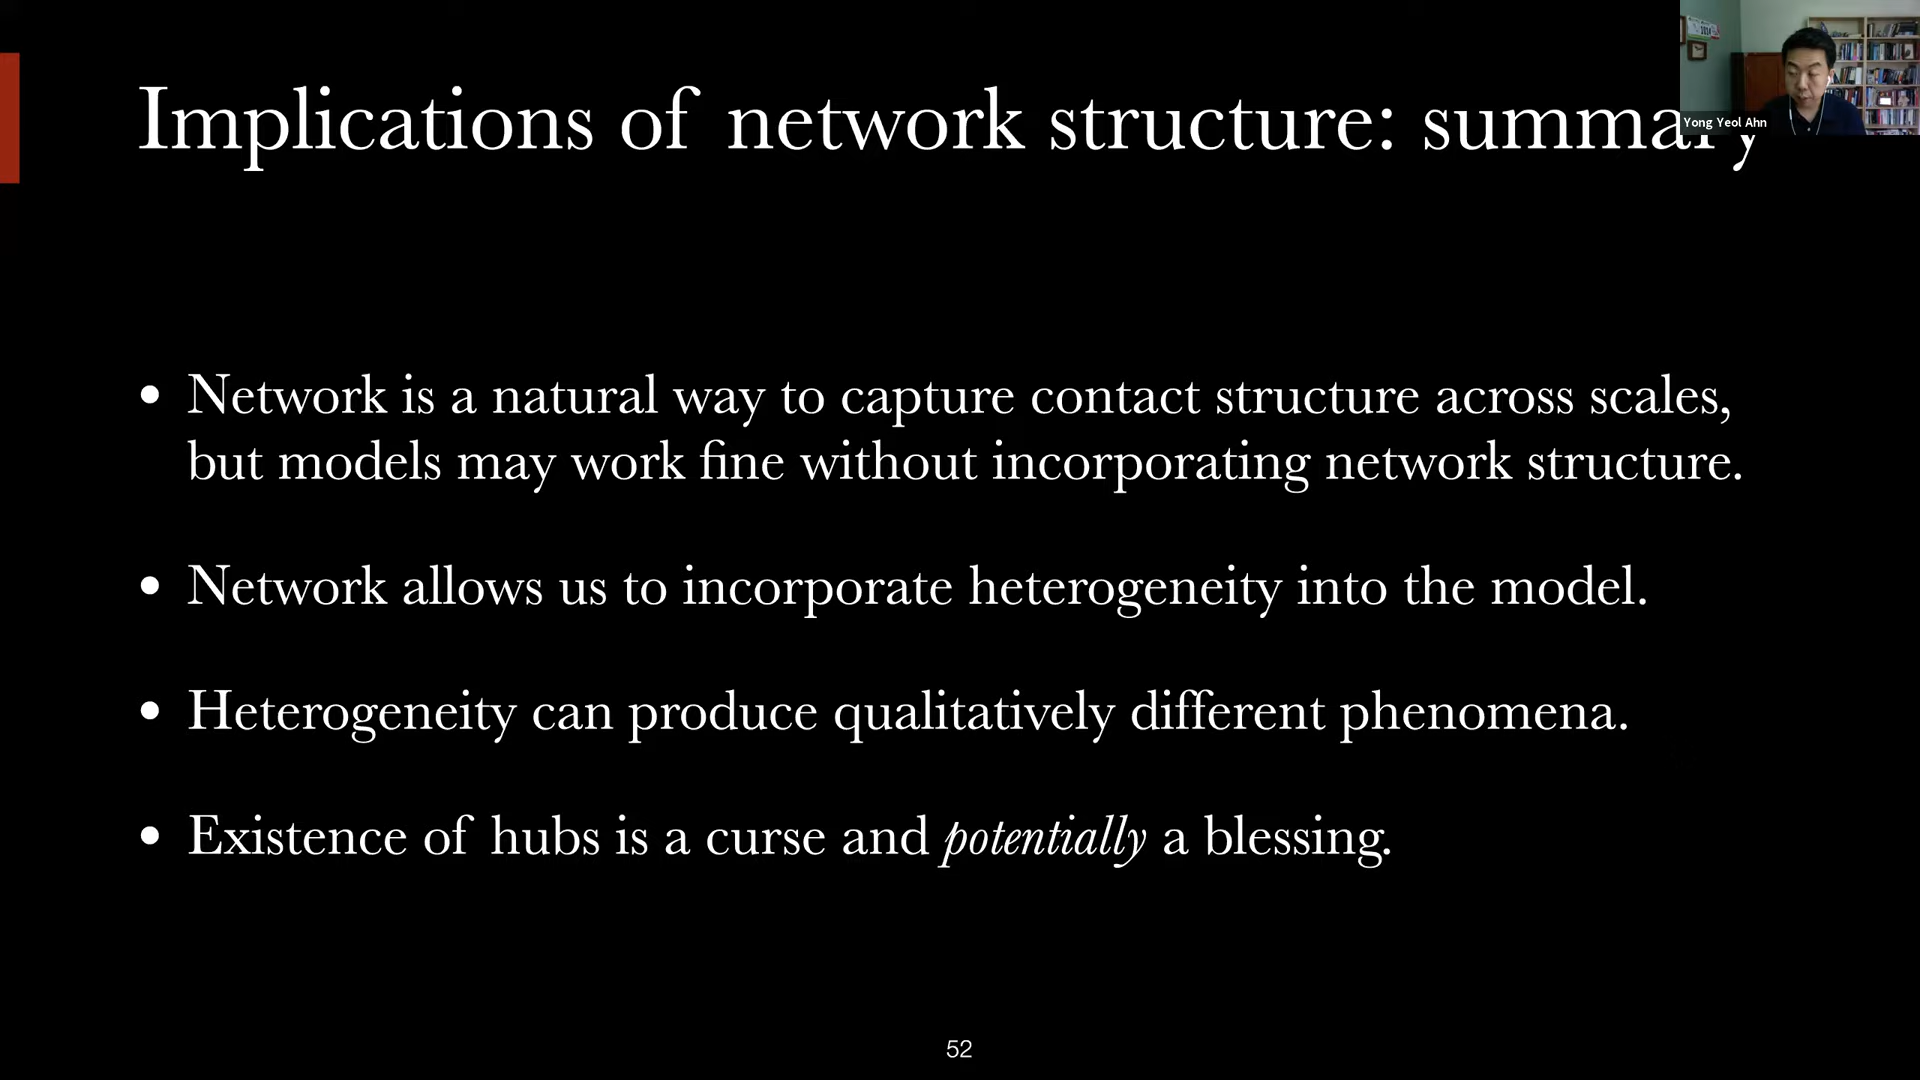 Implications of network structure: summary
Yong Yeol Ahn
• Network is a natural way to capture contact structure across scales,
but models may work fine without incorporating network structure.
• Network allows us to incorporate heterogeneity into the model.
• Heterogeneity can produce qualitatively different phenomena.
• Existence of hubs is a curse and potentially a blessing.
52